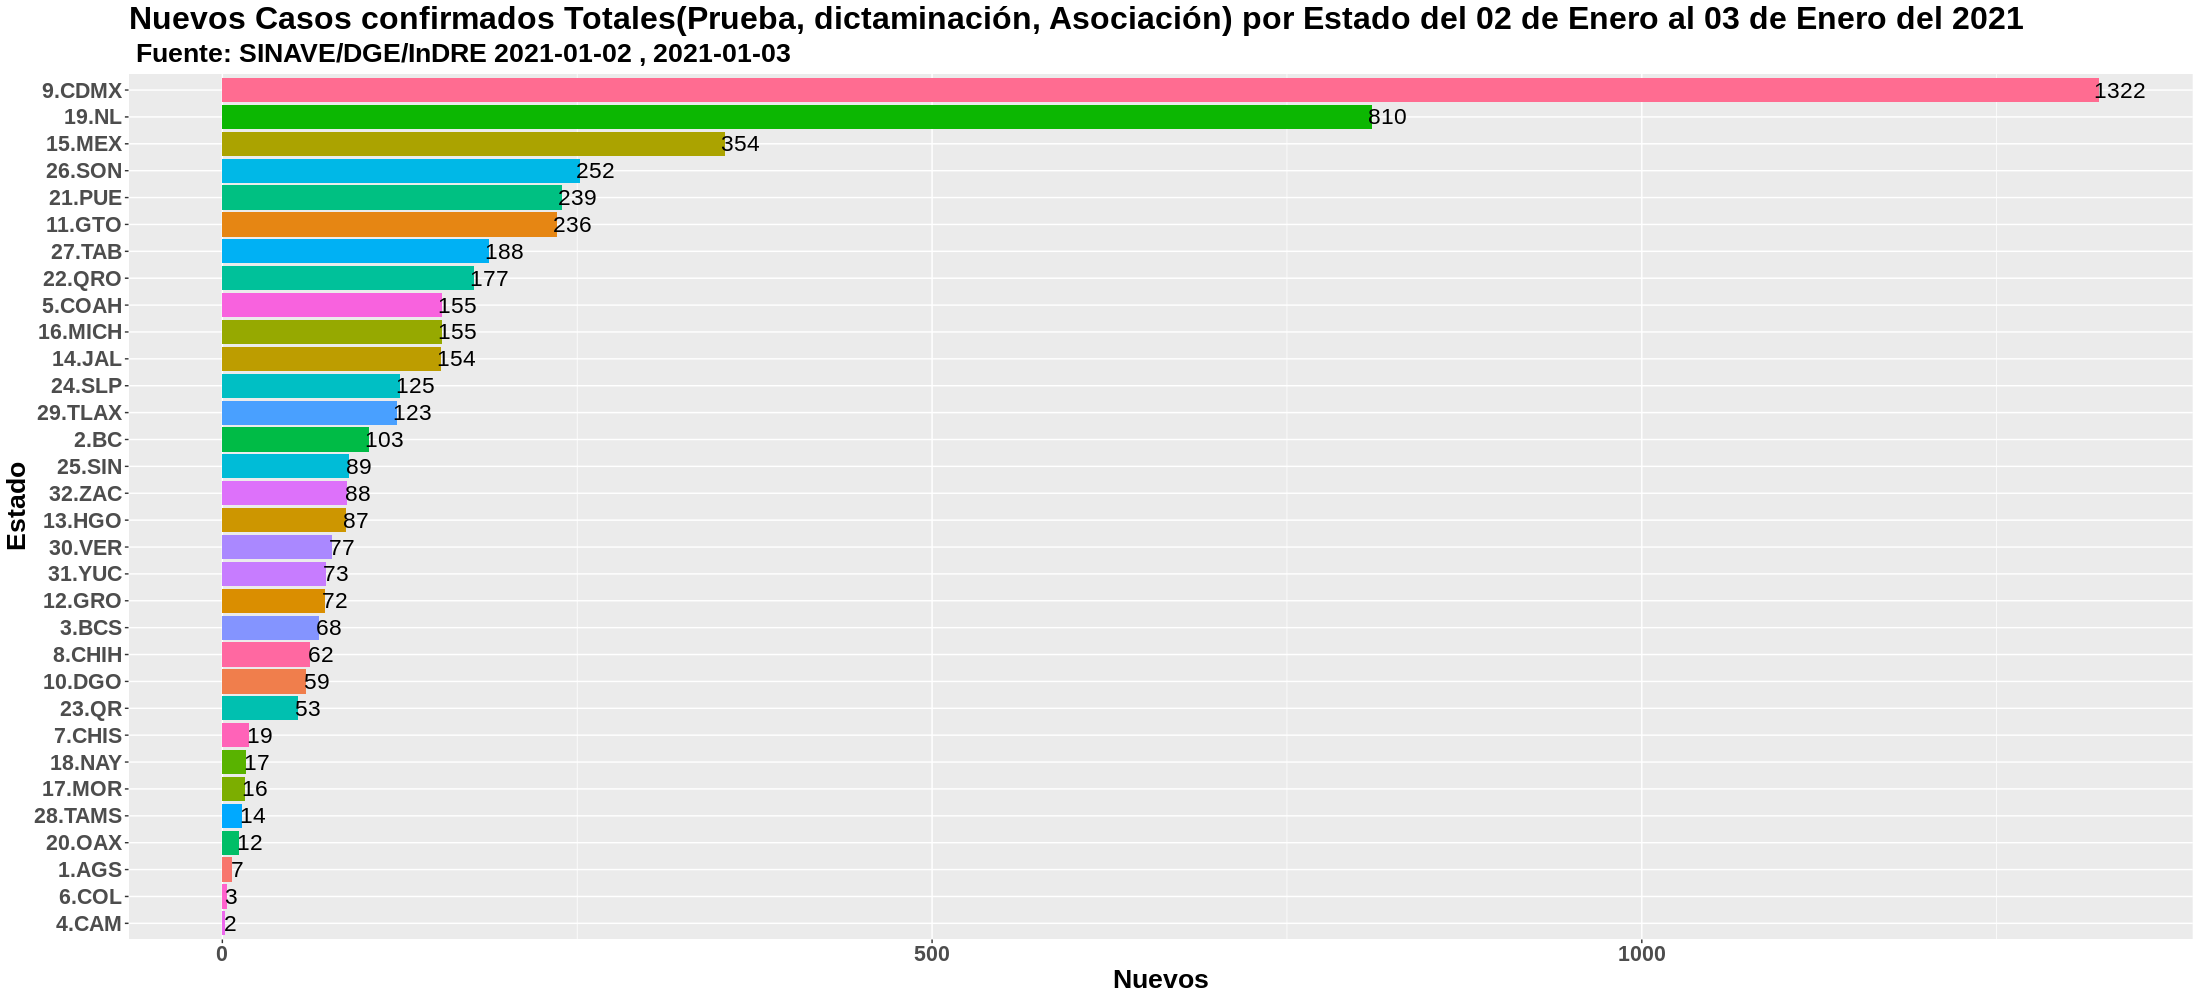 Nuevos Casos confirmados Totales(Prueba, dictaminación, Asociación) por Estado del 02 de Enero al 03 de Enero del 2021
Fuente: SINAVE/DGE/InDRE 2021-01-02 , 2021-01-03
Estado
9.CDMX 1322
19.NL 810
15.MEX 354
26.SON 252
21.PUE 239
11.GTO 236
27.TAB 188
22.QRO 177
5.COAH 155
16.MICH 155
14.JAL 154
24.SLP 125
29.TLAX 123
2.BC 103
25.SIN 89
32.ZAC 88
13.HGO 87
30.VER 77
31.YUC 73
12.GRO 72
3.BCS 68
8.CHIH 62
10.DGO 59
23.QR 53
7.CHIS 19
18.NAY 17
17.MOR 16
28.TAMS 14
20.OAX 12
1.AGS 7
6.COL 3
4.CAM 2
0 500 1000
Nuevos